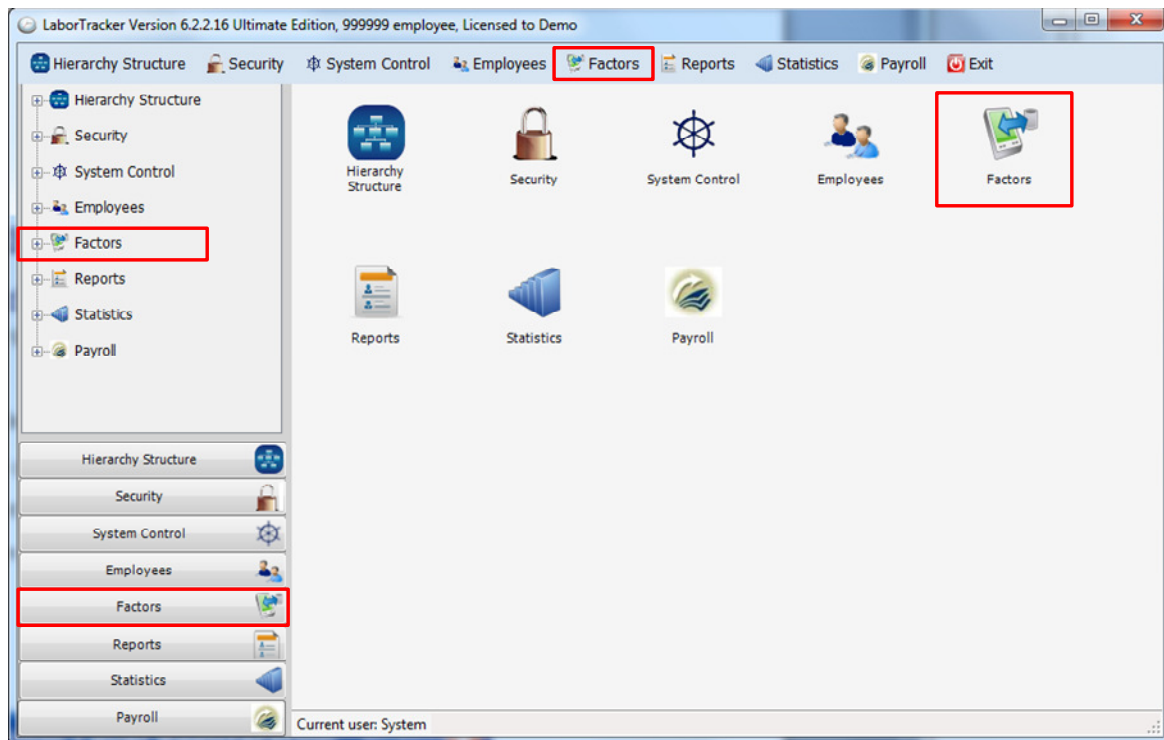 LaborTracker Version 6.2.2.16 Ultimate Edition, 999999 employee, Licensed to Demo
Hierarchy Structure Security System Control Employees Factors Reports Statistics Payroll Exit
Hierarchy Structure
Security
System Control
Employees
Factors
Reports
Statistics
Payroll
Hierarchy
Structure
Security
System Control
Employees
Factors
Reports
Statistics
Payroll
Hierarchy Structure
Security
System Control
Employees
Factors
Reports
Statistics
Payroll
Current user: System